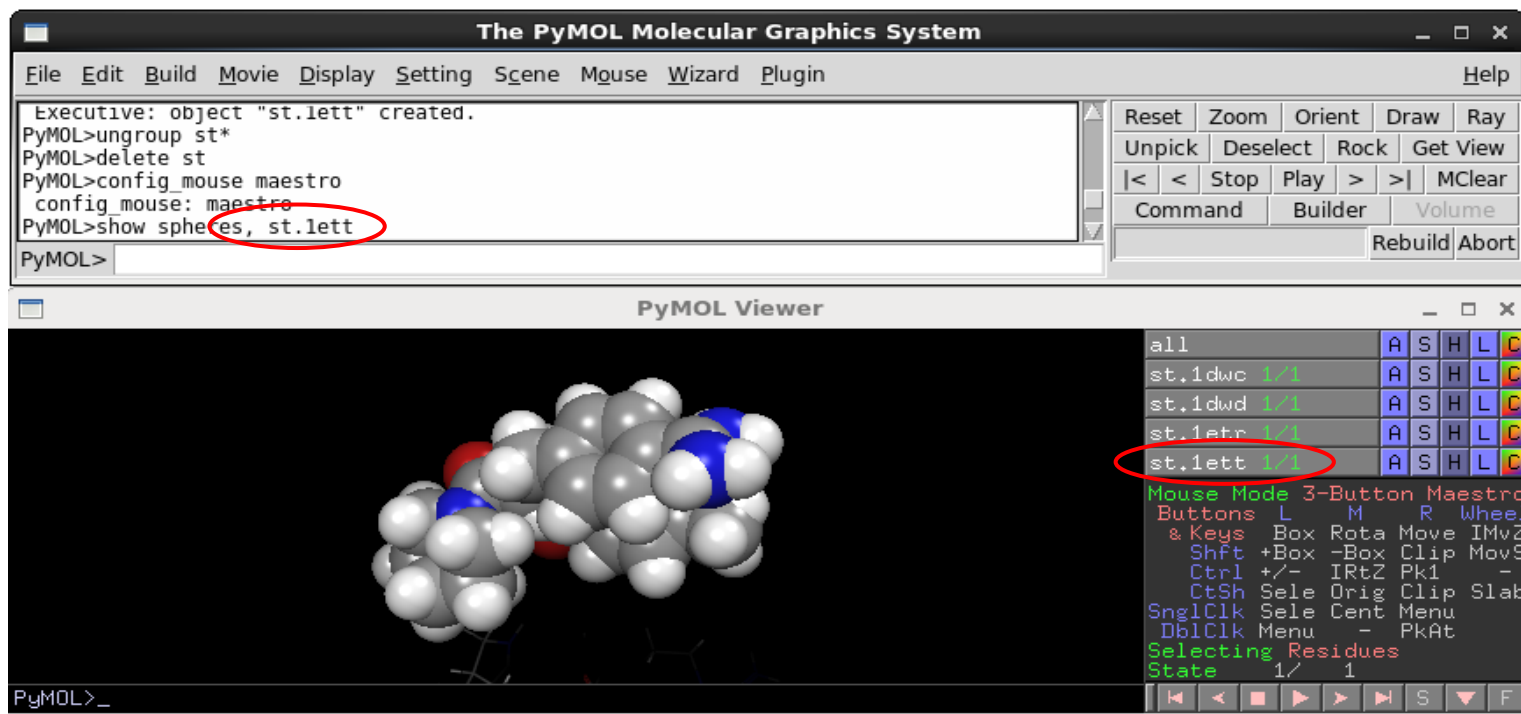 The PyMOL Molecular Graphics System
File Edit Build Movie Display Setting Scene Mouse Wizard Plugin Help
Executive: object "st.1ett" created.
PyMOL>ungroup st*
PyMOL>delete st
PyMOL>config_mouse maestro
config_mouse: maestro
PyMOL>show spheres, st.1ett
PyMOL>
Reset Zoom Orient Draw Ray
Unpick Deselect Rock Get View
|< < Stop Play > >| MClear
Command Builder Volume
Rebuild Abort
PyMOL Viewer
all A S H L C
st.1dwc 1/1 A S H L C
st.1dwd 1/1 A S H L C
st.1etr 1/1 A S H L C
st.1ett 1/1 A S H L C
Mouse Mode 3-Button Maestro
Buttons L M R Whee
& Keys Box Rota Move IMvZ
Shft +Box -Box Clip MovS
Ctrl +/- IRtZ Pk1 -
CtSh Sele Orig Clip Slab
SnglClk Sele Cent Menu
DblClk Menu - PkAt
Selecting Residues
State 1/ 1
PyMOL>_
S F